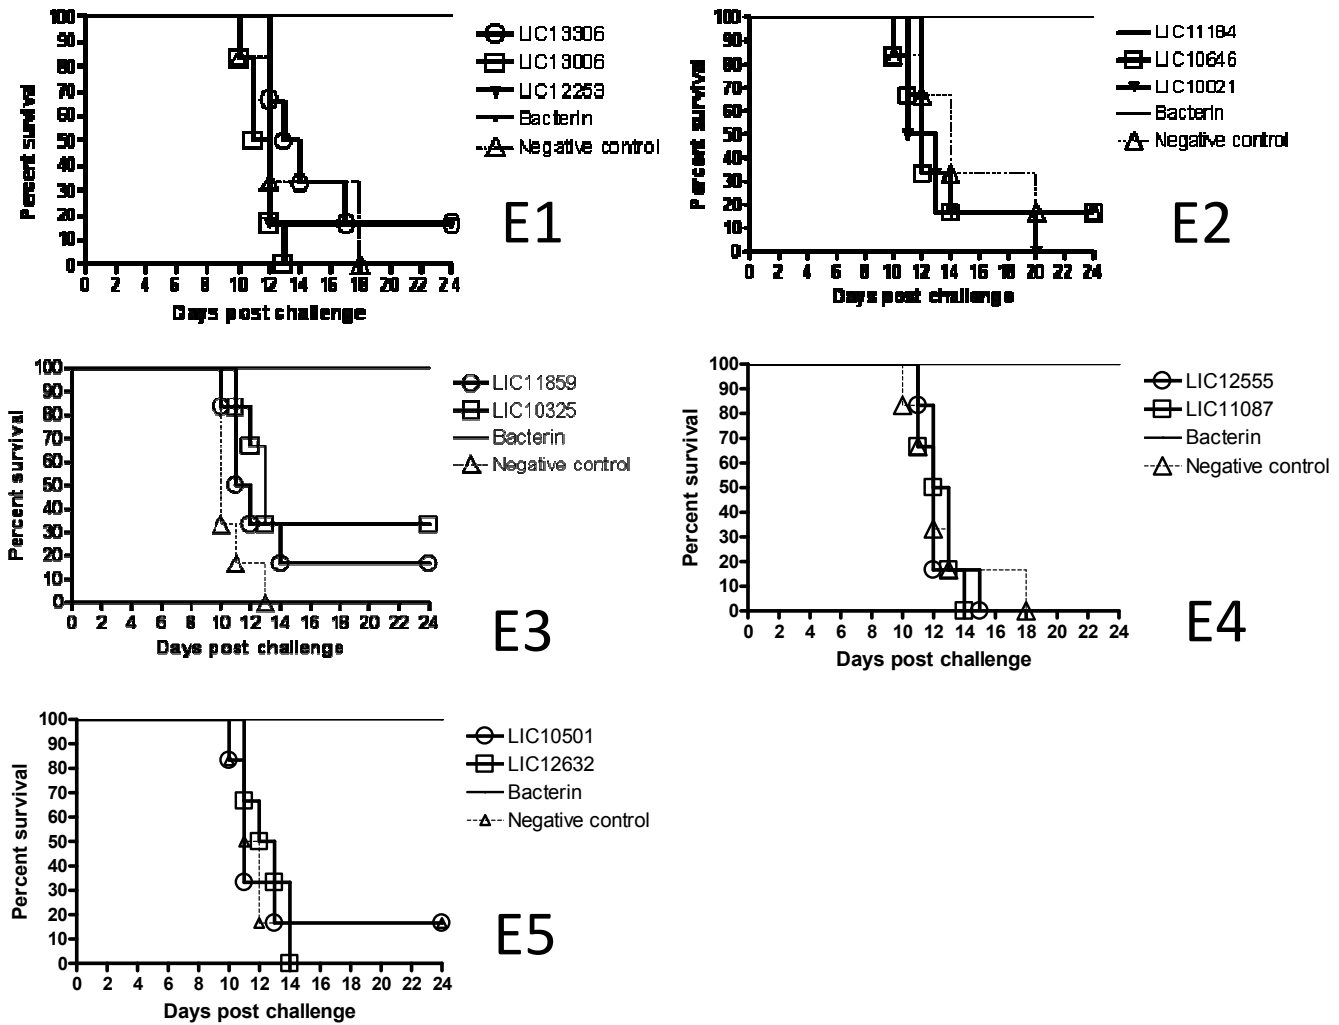 100
90
80
70
60
50
40
30
20
10
0
0 2 4 6 8 10 12 14 16 18 20 22 24
Percent survival
Days post challenge
LIC13306
LIC13006
LIC12253
Bacterin
Negative control
E1
100
90
80
70
60
50
40
30
20
10
0
0 2 4 6 8 10 12 14 16 18 20 22 24
Percent survival
Days post challenge
LIC11184
LIC10646
LIC10021
Bacterin
Negative control
E2
100
90
80
70
60
50
40
30
20
10
0
0 2 4 6 8 10 12 14 16 18 20 22 24
Percent survival
Days post challenge
LIC11859
LIC10325
Bacterin
Negative control
E3
100
90
80
70
60
50
40
30
20
10
0
0 2 4 6 8 10 12 14 16 18 20 22 24
Percent survival
Days post challenge
LIC12555
LIC11087
Bacterin
Negative control
E4
100
90
80
70
60
50
40
30
20
10
0
0 2 4 6 8 10 12 14 16 18 20 22 24
Percent survival
Days post challenge
LIC10501
LIC12632
Bacterin
Negative control
E5